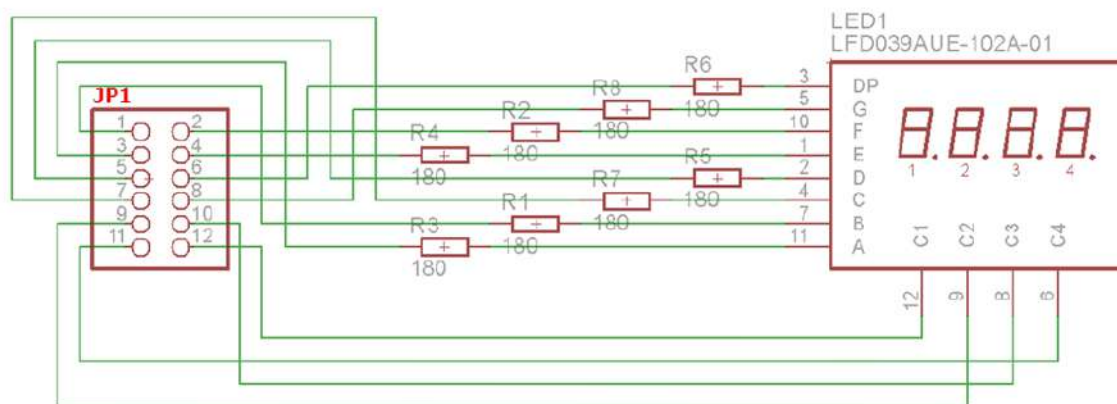 LED1
LFD039AUE-102A-01
JP1
1 2
3 4
5 6
7 8
9 10
11 12
R6
180
R8
180
R2
180
R4
180
R5
180
R7
180
R1
180
R3
180
3 DP
5 G
10 F
1 E
2 D
4 C
7 B
11 A
1 2 3 4
C1 C2 C3 C4
12 9 8 6